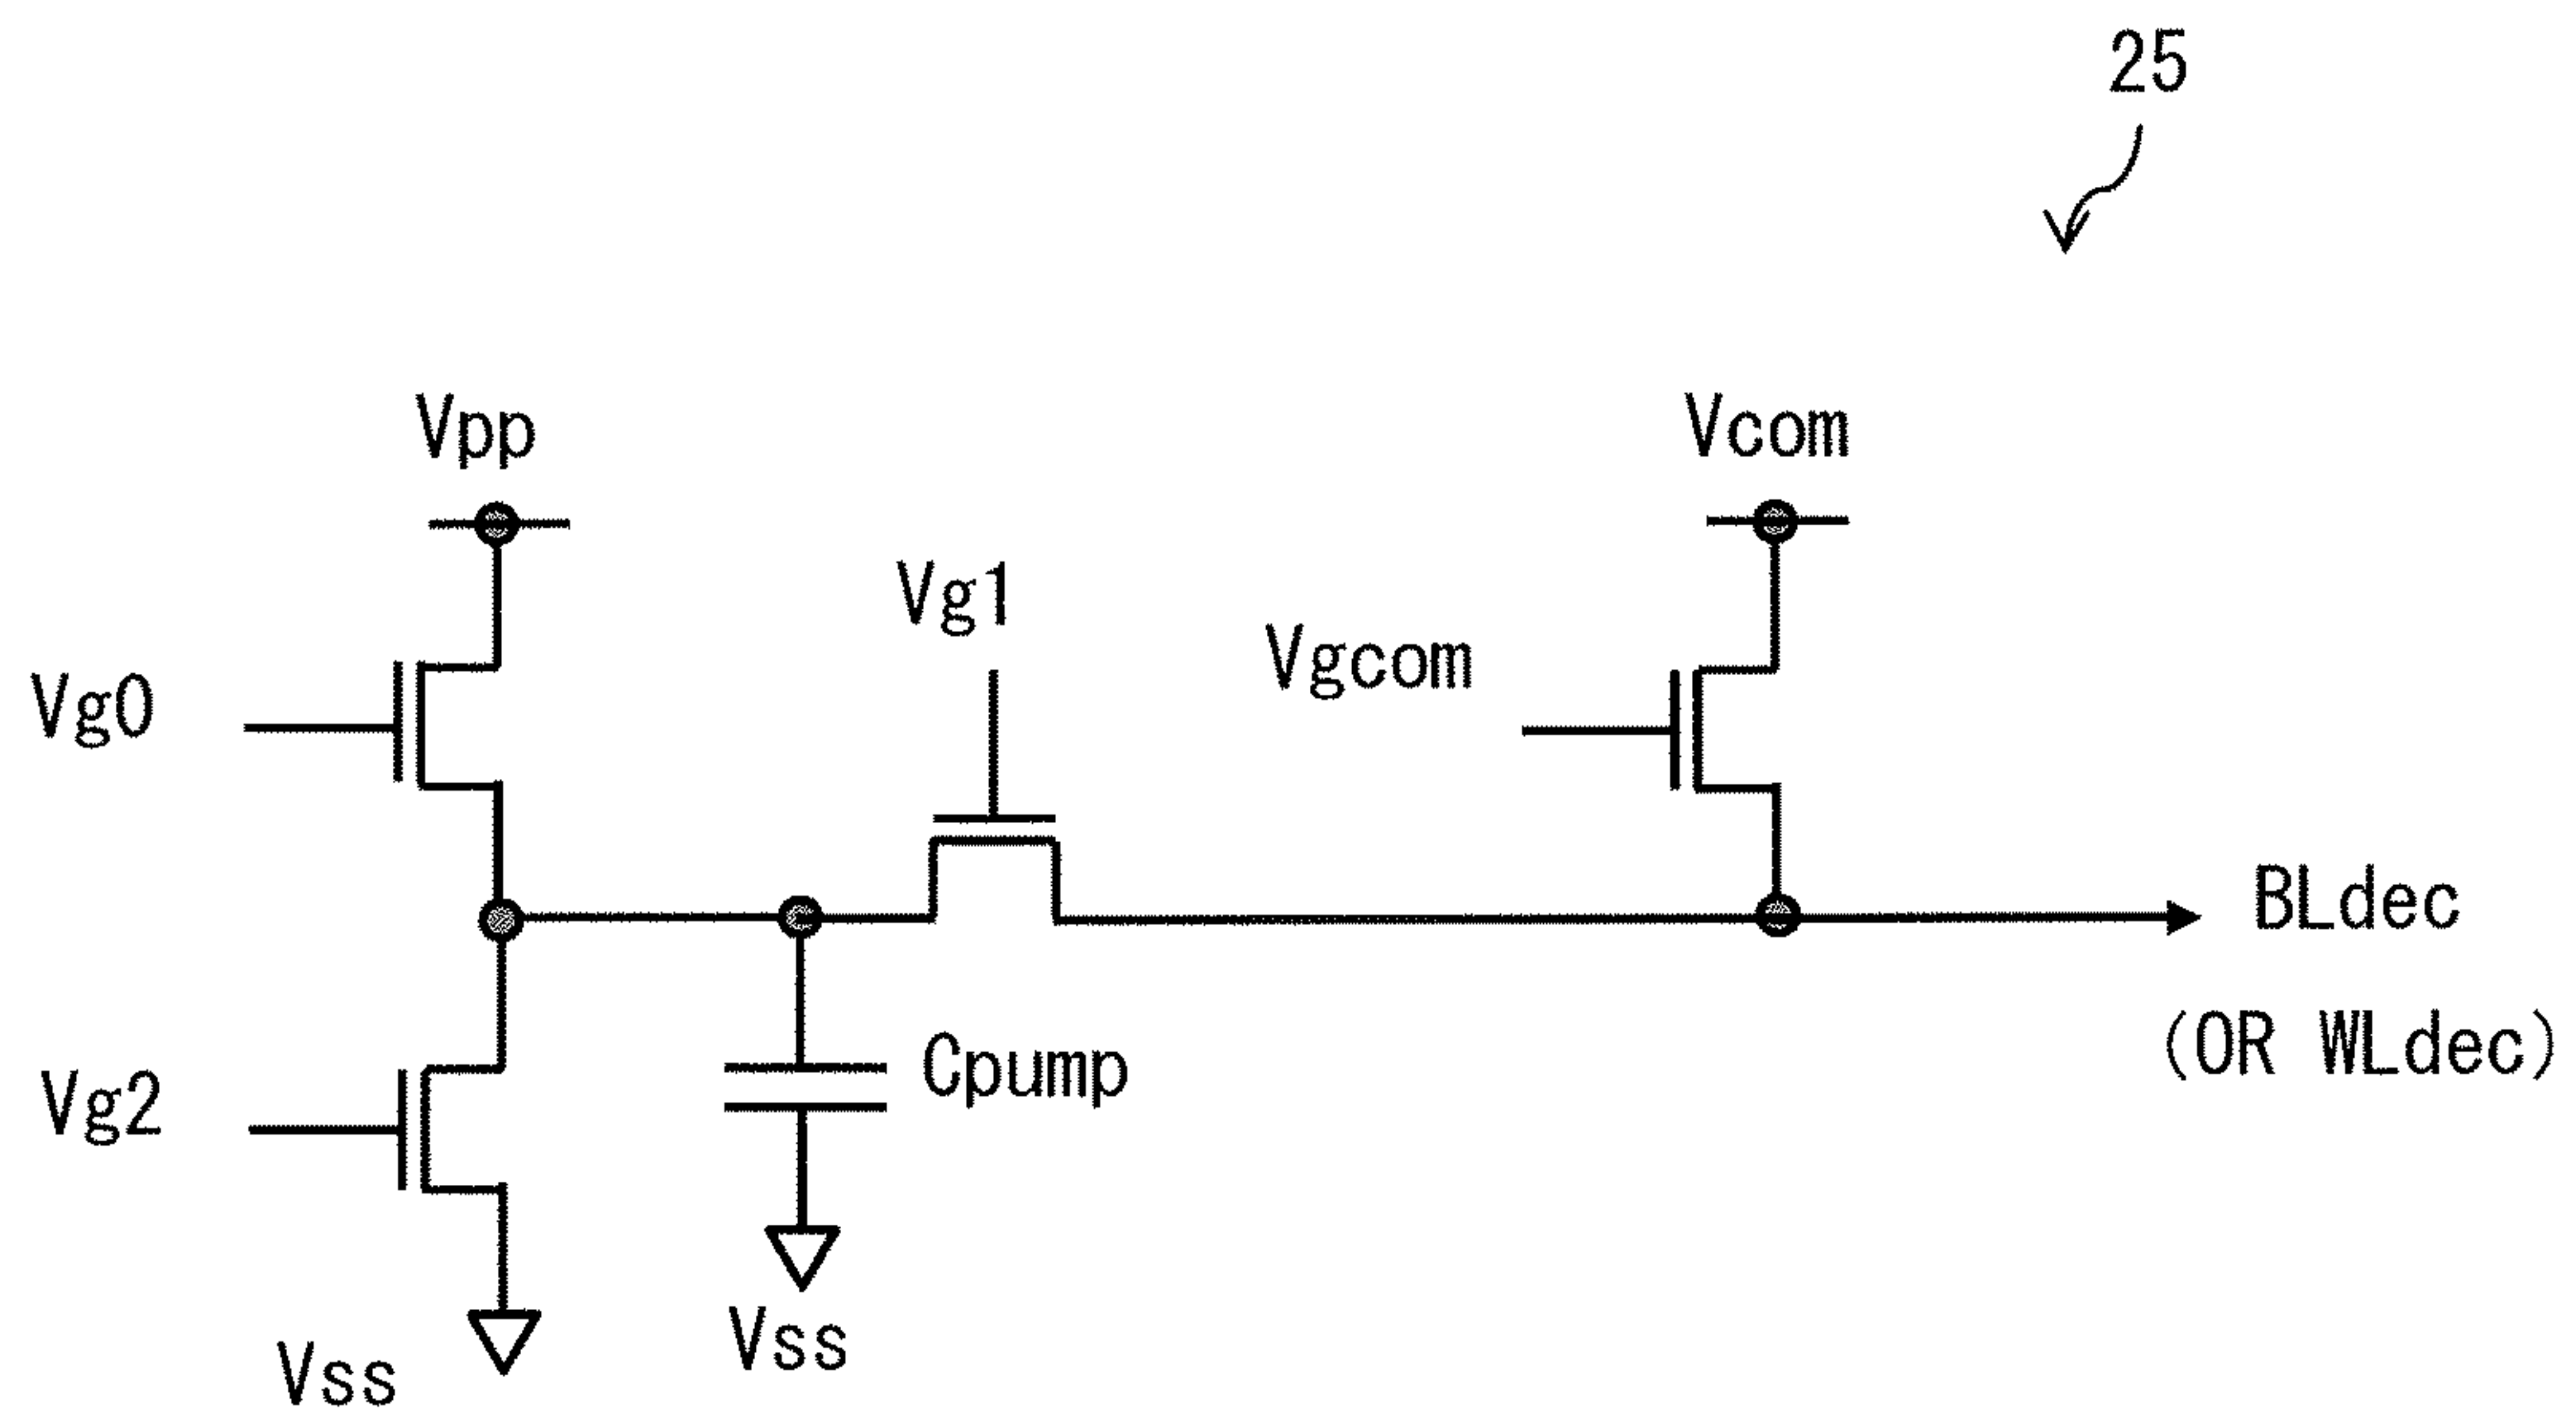 25
Vpp
Vcom
Vg1
Vgcom
Vg0
BLdec
(OR WLdec)
Cpump
Vg2
Vss
Vss